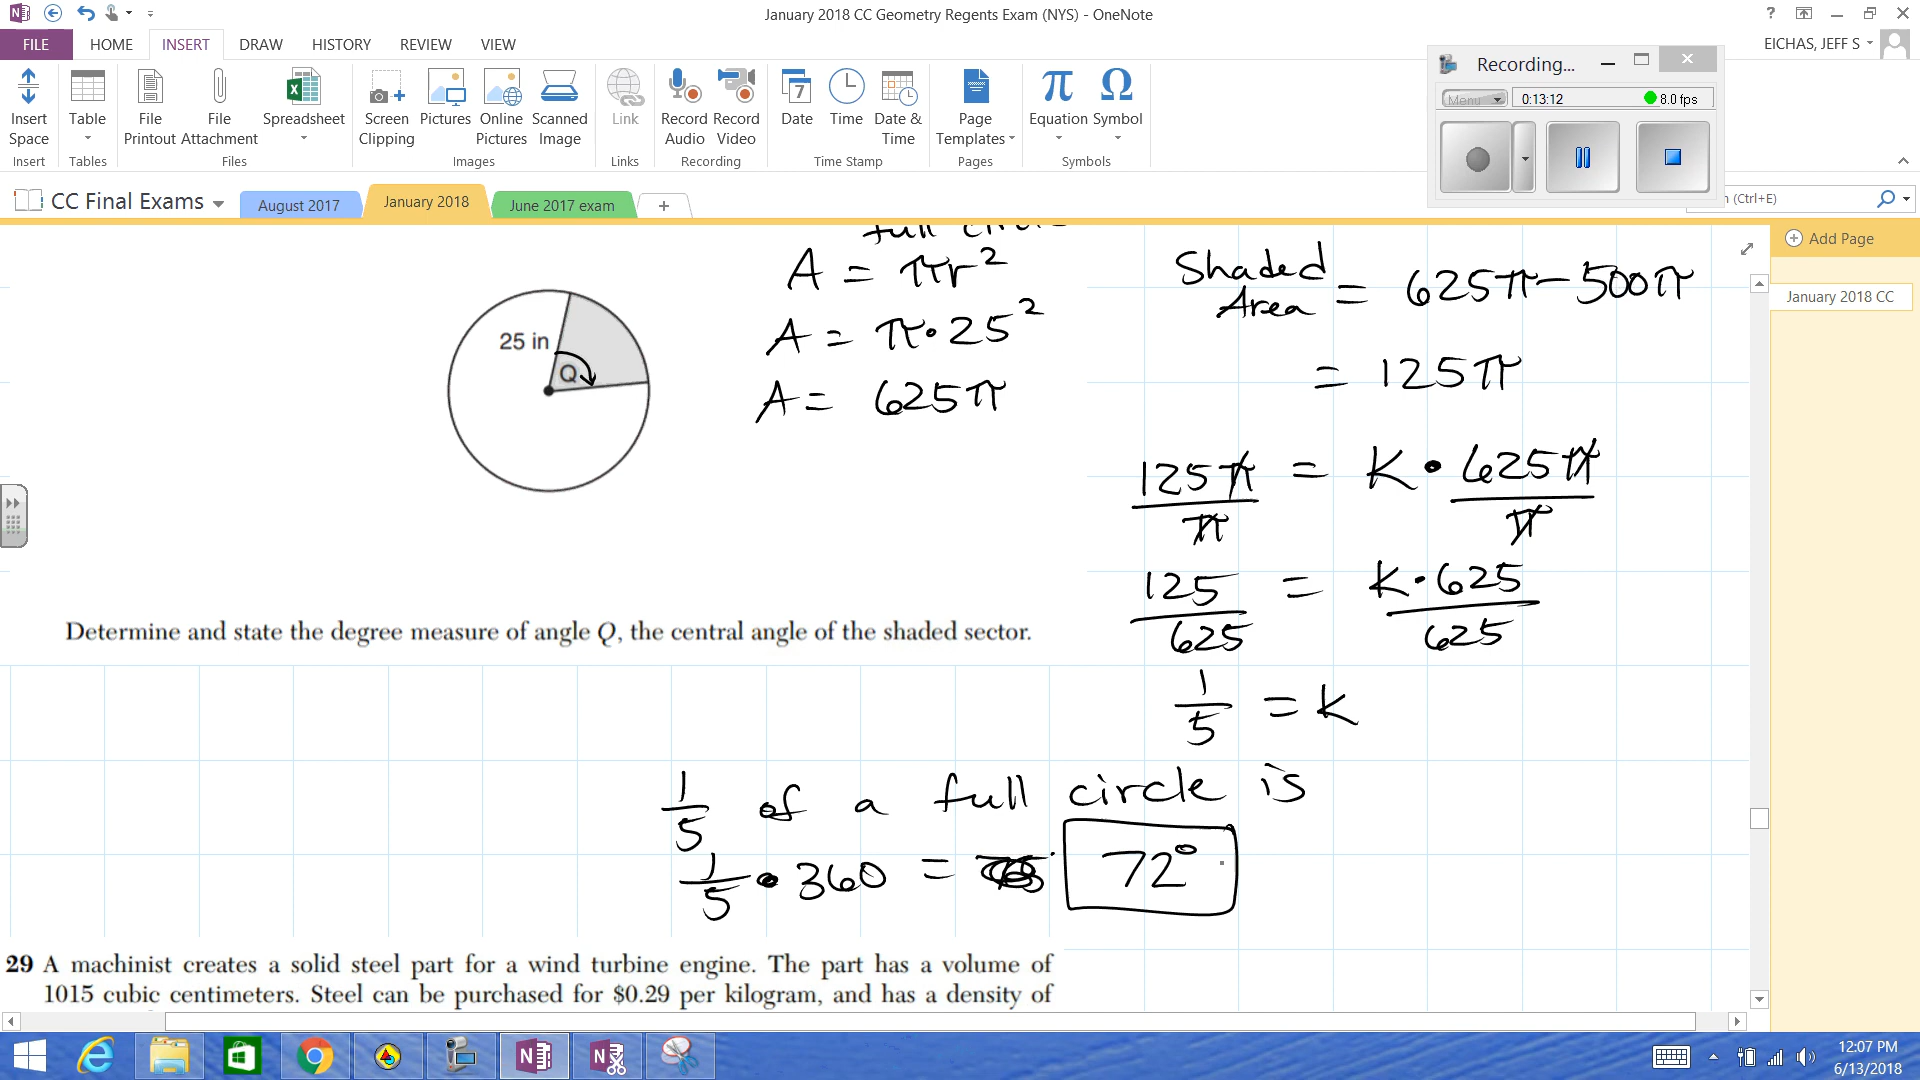 January 2018 CC Geometry Regents Exam (NYS) - OneNote
FILE HOME INSERT DRAW HISTORY REVIEW VIEW
EICHAS, JEFF S
Insert Space
Table
File Printout
File Attachment
Spreadsheet
Screen Clipping
Pictures
Online Pictures
Scanned Image
Link
Record Audio
Record Video
Date
Time
Date & Time
Page Templates
Equation
Symbol
Insert Tables Files Images Links Recording Time Stamp Pages Symbols
Recording...
Menu 0:13:12 8.0 fps
CC Final Exams August 2017 January 2018 June 2017 exam +
(Ctrl+E)
Add Page
January 2018 CC
full
A = πr²
A = π•25²
A = 625π
25 in
Q
Shaded Area = 625π-500π
= 125π
125π/π = K • 625π/π
125/625 = K•625/625
1/5 = K
Determine and state the degree measure of angle Q, the central angle of the shaded sector.
1/5 of a full circle is
1/5 • 360 = 72°
29 A machinist creates a solid steel part for a wind turbine engine. The part has a volume of
1015 cubic centimeters. Steel can be purchased for $0.29 per kilogram, and has a density of
12:07 PM
6/13/2018